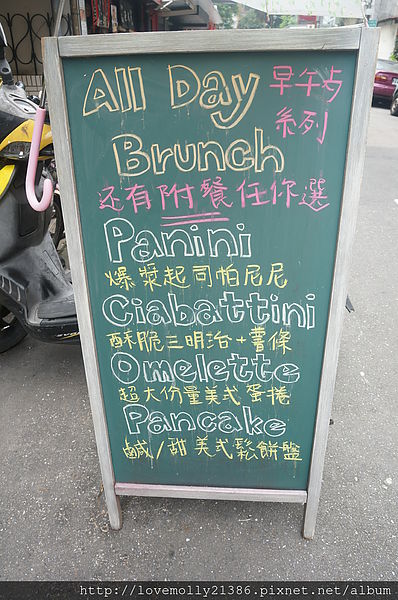 All Day
早午歺
系列
Brunch
还有附餐任你選
Panini
爆漿起司帕尼尼
Ciabattini
酥脆三明治+薯條
Omelette
超大份量美式蛋捲
Pancake
鹹/甜美式鬆餅盤
http://lovemolly21386.pixnet.net/album